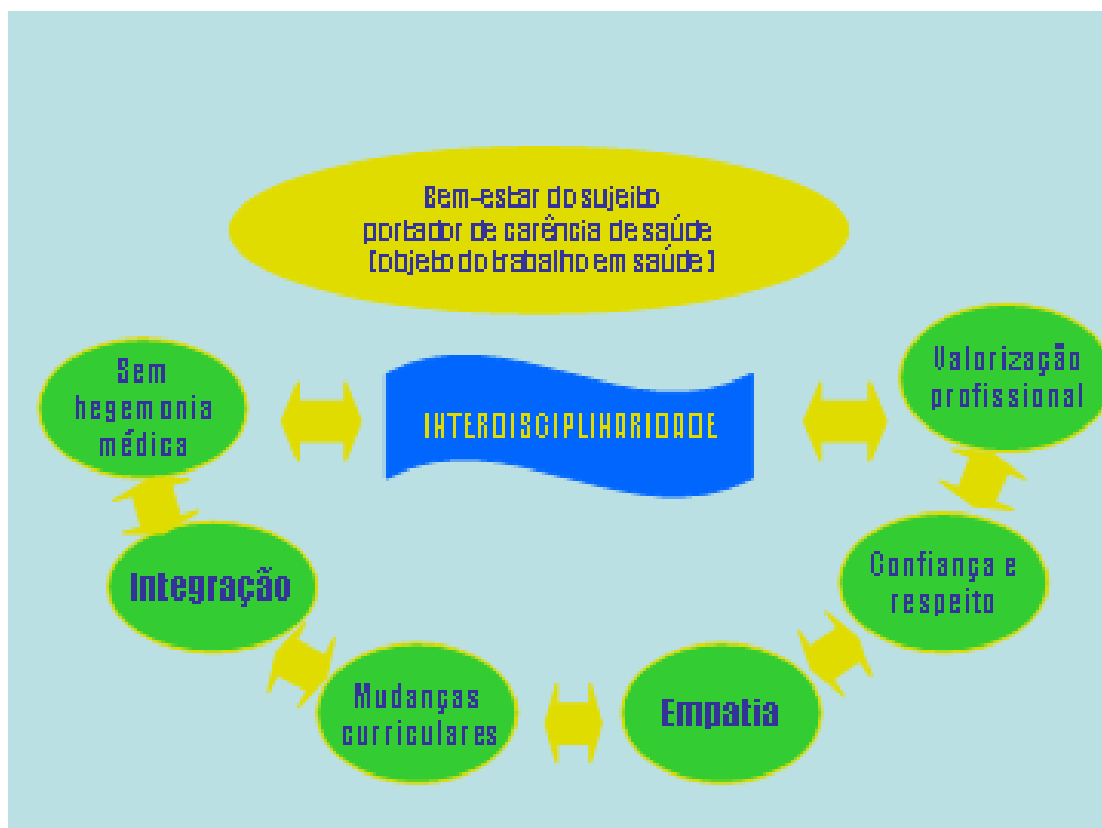 Bem-estar do sujeito
portador de carência de saúde
(objeto do trabalho em saúde)
Sem
hegemonia
médica
INTERDISCIPLINARIDADE
Valorização
profissional
Integração
Confiança e
respeito
Mudanças
curriculares
Empatia